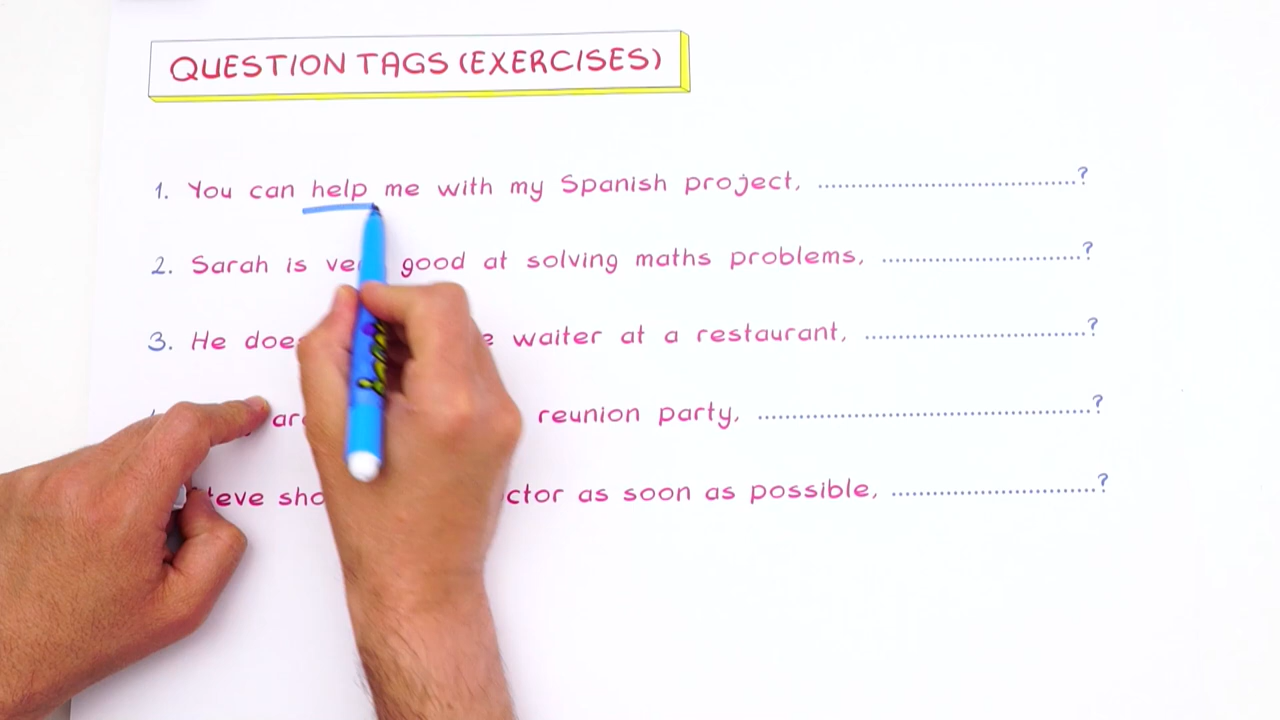 QUESTION TAGS (EXERCISES)
1. You can help me with my Spanish project, ....................................?
2. Sarah is good at solving maths problems, ............................?
3. He waiter at a restaurant, ................................?
reunion party, ................................................?
as soon as possible, .............................?